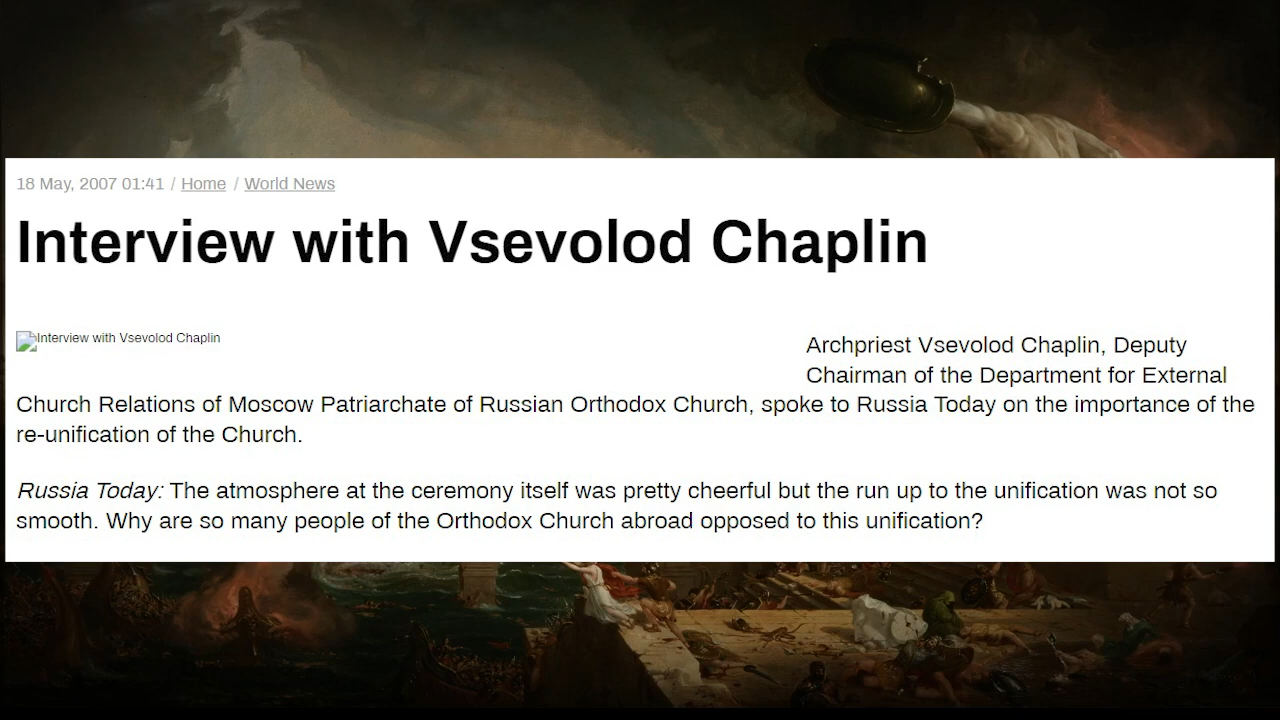 18 May, 2007 01:41 / Home / World News
Interview with Vsevolod Chaplin
Interview with Vsevolod Chaplin
Archpriest Vsevolod Chaplin, Deputy
Chairman of the Department for External
Church Relations of Moscow Patriarchate of Russian Orthodox Church, spoke to Russia Today on the importance of the
re-unification of the Church.
Russia Today: The atmosphere at the ceremony itself was pretty cheerful but the run up to the unification was not so
smooth. Why are so many people of the Orthodox Church abroad opposed to this unification?